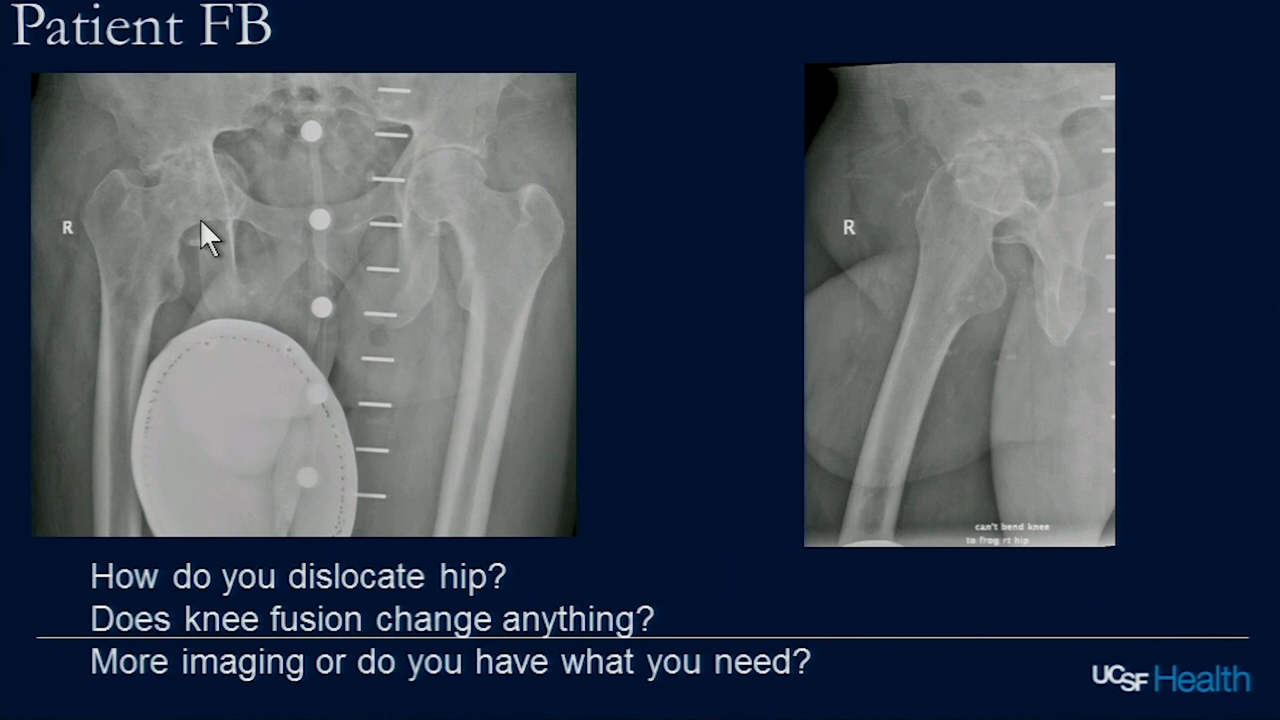 Patient FB
R
R
can't bend knee
to frog rt hip
How do you dislocate hip?
Does knee fusion change anything?
More imaging or do you have what you need?
UCSF Health